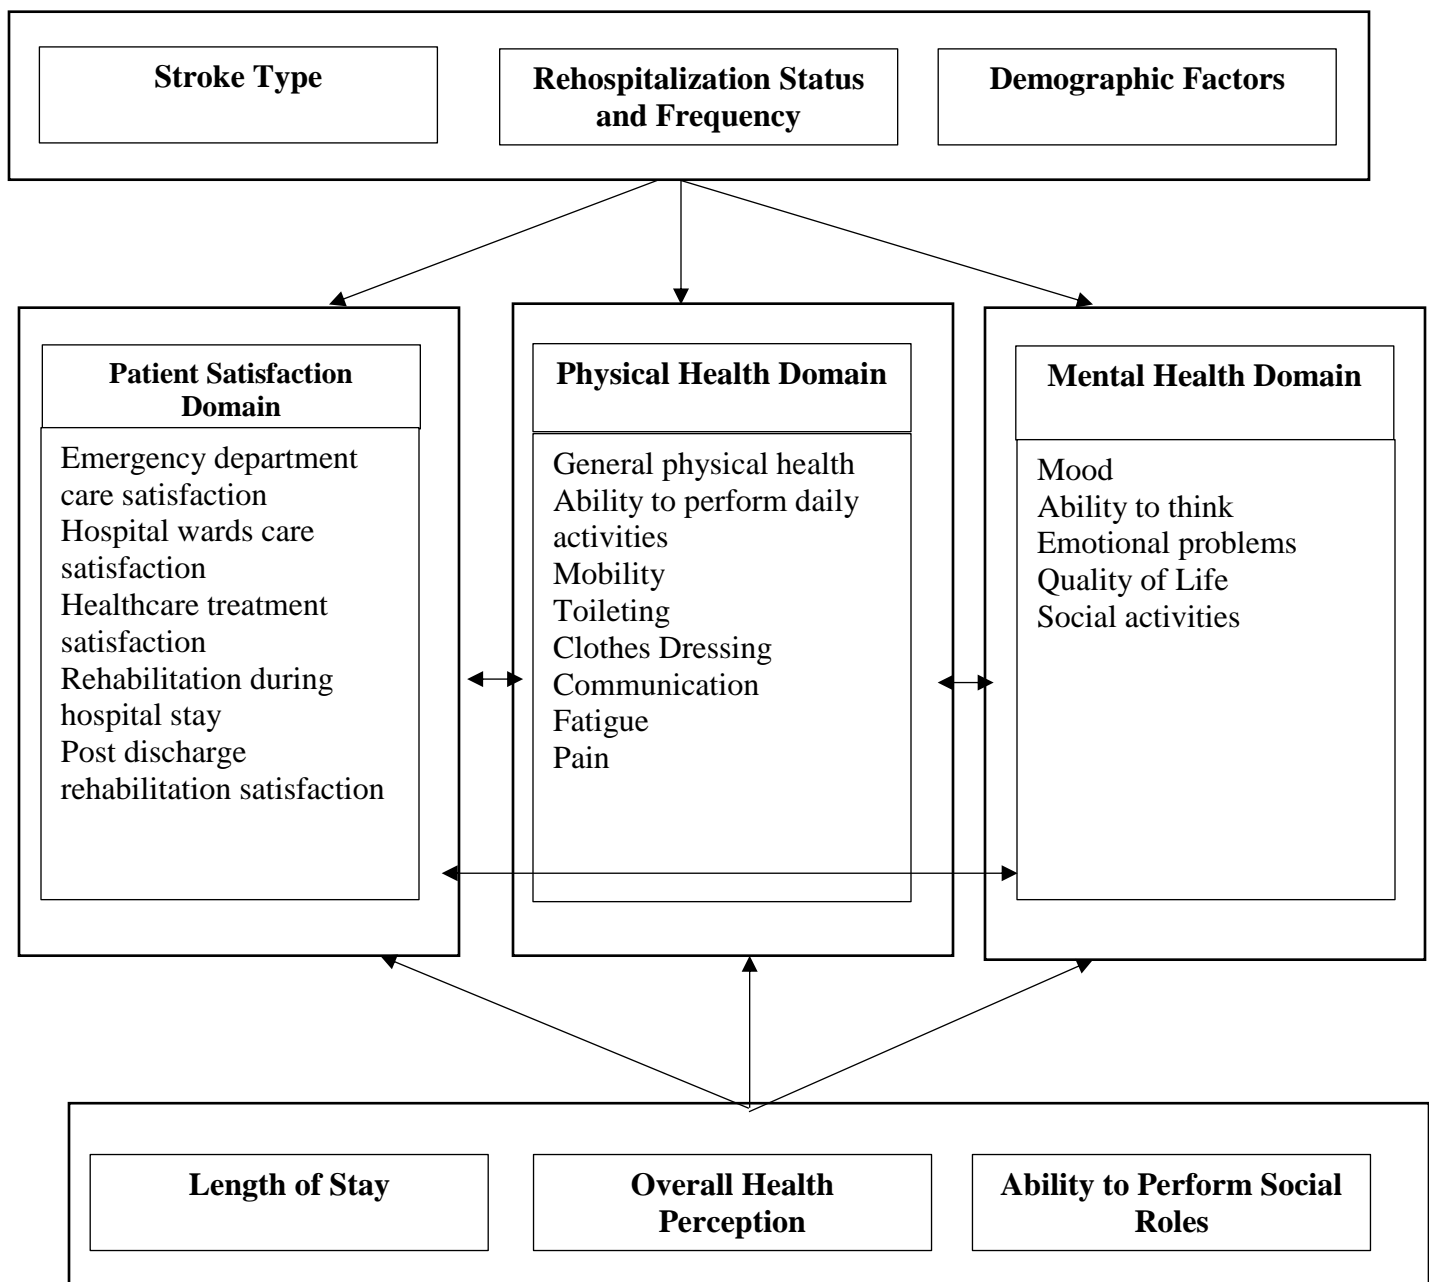 Stroke Type
Rehospitalization Status
and Frequency
Demographic Factors
Patient Satisfaction
Domain
Emergency department
care satisfaction
Hospital wards care
satisfaction
Healthcare treatment
satisfaction
Rehabilitation during
hospital stay
Post discharge
rehabilitation satisfaction
Physical Health Domain
General physical health
Ability to perform daily
activities
Mobility
Toileting
Clothes Dressing
Communication
Fatigue
Pain
Mental Health Domain
Mood
Ability to think
Emotional problems
Quality of Life
Social activities
Length of Stay
Overall Health
Perception
Ability to Perform Social
Roles